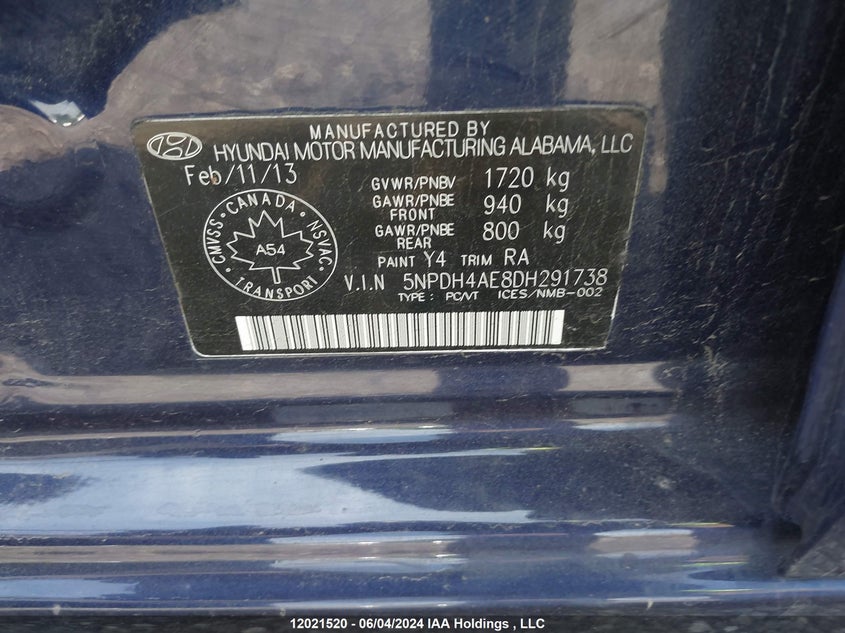 MANUFACTURED BY
HYUNDAI MOTOR MANUFACTURING ALABAMA, LLC
Feb/11/13
GVWR/PNBV 1720 kg
GAWR/PNBE FRONT 940 kg
GAWR/PNBE REAR 800 kg
PAINT Y4 TRIM RA
CMVSS · CANADA · NSVAC
A54
TRANSPORT
V.I.N 5NPDH4AE8DH291738
TYPE : PC/VT ICES/NMB-002
12021520 - 06/04/2024 IAA Holdings , LLC